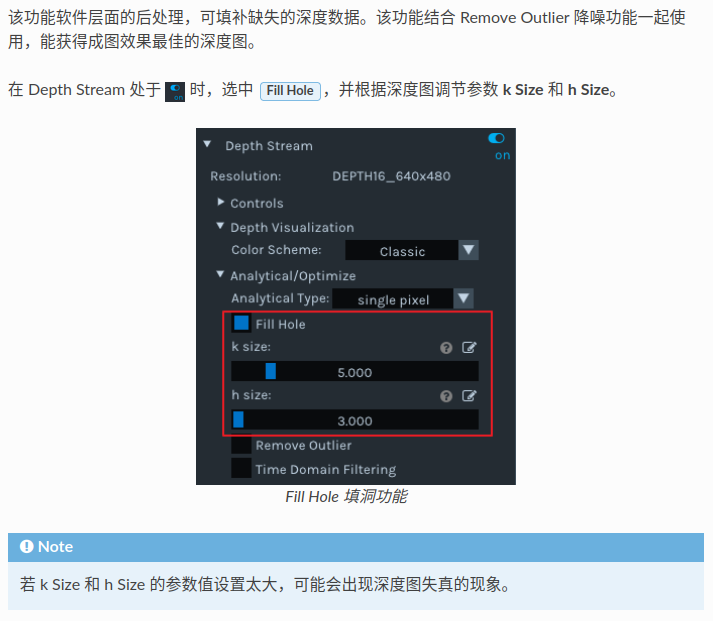 该功能软件层面的后处理，可填补缺失的深度数据。该功能结合 Remove Outlier 降噪功能一起使
用，能获得成图效果最佳的深度图。
在 Depth Stream 处于 on 时，选中 Fill Hole ，并根据深度图调节参数 k Size 和 h Size。
Depth Stream
on
Resolution: DEPTH16_640x480
Controls
Depth Visualization
Color Scheme: Classic
Analytical/Optimize
Analytical Type: single pixel
Fill Hole
k size:
5.000
h size:
3.000
Remove Outlier
Time Domain Filtering
Fill Hole 填洞功能
Note
若 k Size 和 h Size 的参数值设置太大，可能会出现深度图失真的现象。